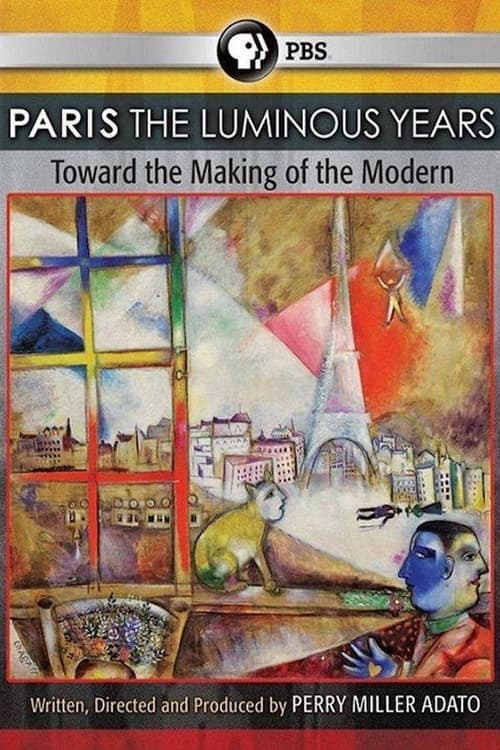 PBS
PARIS THE LUMINOUS YEARS
Toward the Making of the Modern
Written, Directed and Produced by PERRY MILLER ADATO